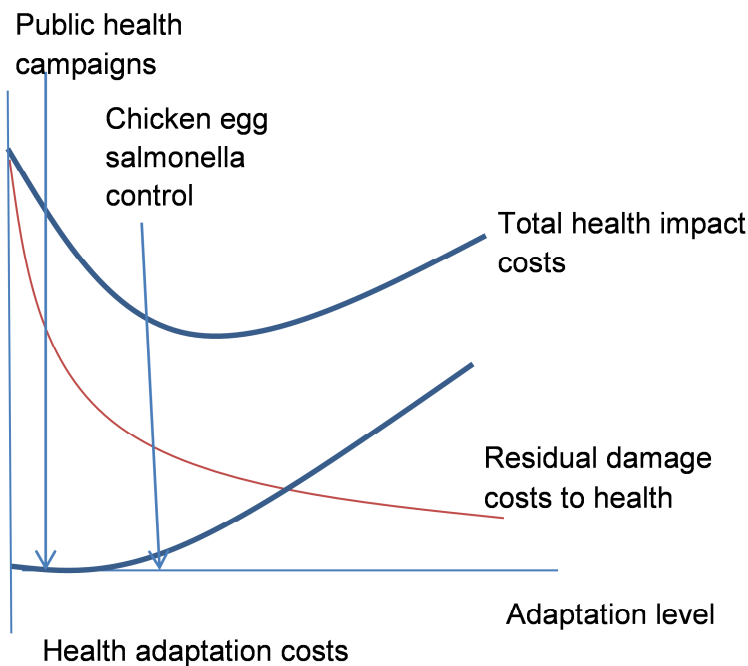 Public health
campaigns
Chicken egg
salmonella
control
Total health impact
costs
Residual damage
costs to health
Adaptation level
Health adaptation costs